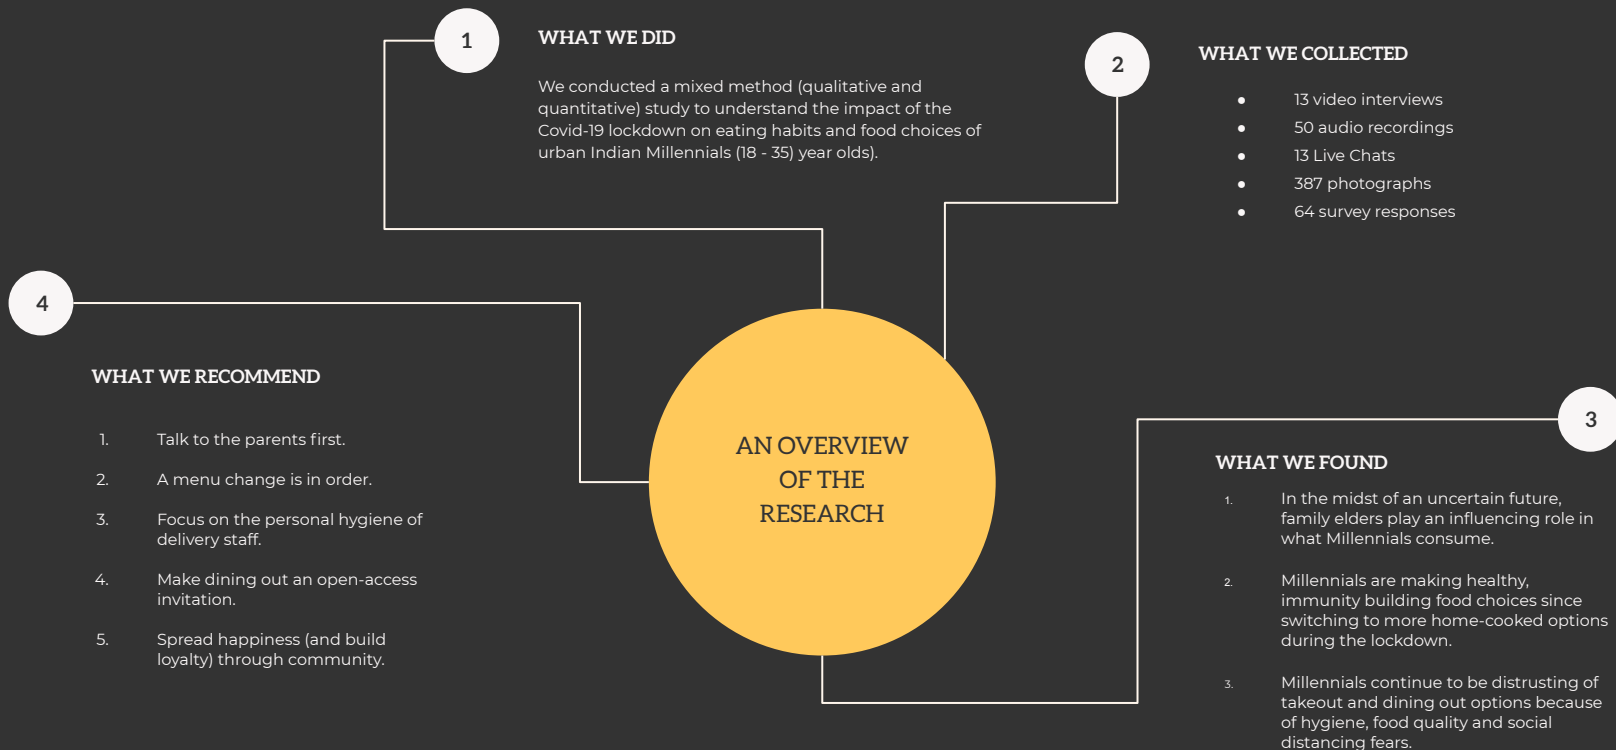 1
WHAT WE DID
We conducted a mixed method (qualitative and
quantitative) study to understand the impact of the
Covid-19 lockdown on eating habits and food choices of
urban Indian Millennials (18 - 35) year olds).
2
WHAT WE COLLECTED
● 13 video interviews
● 50 audio recordings
● 13 Live Chats
● 387 photographs
● 64 survey responses
AN OVERVIEW
OF THE
RESEARCH
3
WHAT WE FOUND
1. In the midst of an uncertain future,
family elders play an influencing role in
what Millennials consume.
2. Millennials are making healthy,
immunity building food choices since
switching to more home-cooked options
during the lockdown.
3. Millennials continue to be distrusting of
takeout and dining out options because
of hygiene, food quality and social
distancing fears.
4
WHAT WE RECOMMEND
1. Talk to the parents first.
2. A menu change is in order.
3. Focus on the personal hygiene of
delivery staff.
4. Make dining out an open-access
invitation.
5. Spread happiness (and build
loyalty) through community.